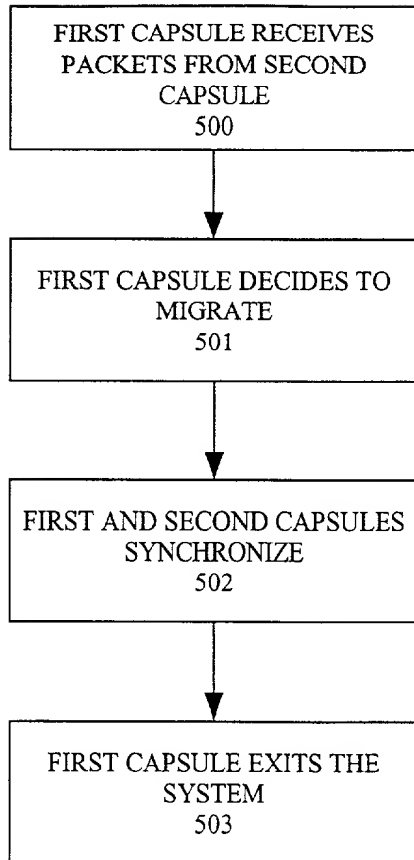 FIRST CAPSULE RECEIVES
PACKETS FROM SECOND
CAPSULE
500
FIRST CAPSULE DECIDES TO
MIGRATE
501
FIRST AND SECOND CAPSULES
SYNCHRONIZE
502
FIRST CAPSULE EXITS THE
SYSTEM
503